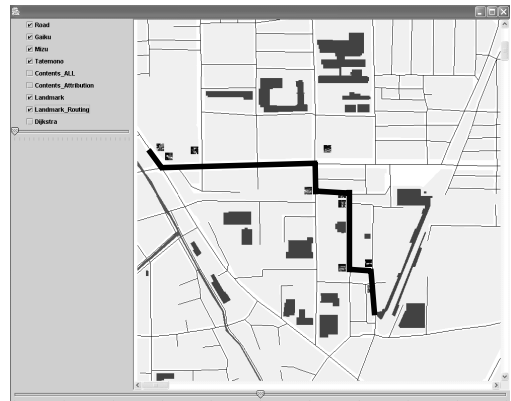 Road
Gaiku
Mizu
Tatemono
Contents_ALL
Contents_Attribution
Landmark
Landmark_Routing
Dijkstra